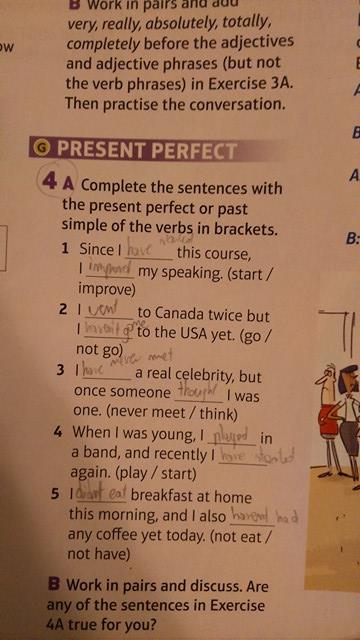 B Work in pairs and add
very, really, absolutely, totally,
completely before the adjectives
and adjective phrases (but not
the verb phrases) in Exercise 3A.
Then practise the conversation.
G PRESENT PERFECT
4 A Complete the sentences with
the present perfect or past
simple of the verbs in brackets.
1 Since I have started this course,
I improved my speaking. (start /
improve)
2 I went to Canada twice but
I haven't gone to the USA yet. (go /
not go)
3 I have never met a real celebrity, but
once someone thought I was
one. (never meet / think)
4 When I was young, I played in
a band, and recently I have started
again. (play / start)
5 I didnt eat breakfast at home
this morning, and I also havent had
any coffee yet today. (not eat /
not have)
B Work in pairs and discuss. Are
any of the sentences in Exercise
4A true for you?
ow
B
A
B: